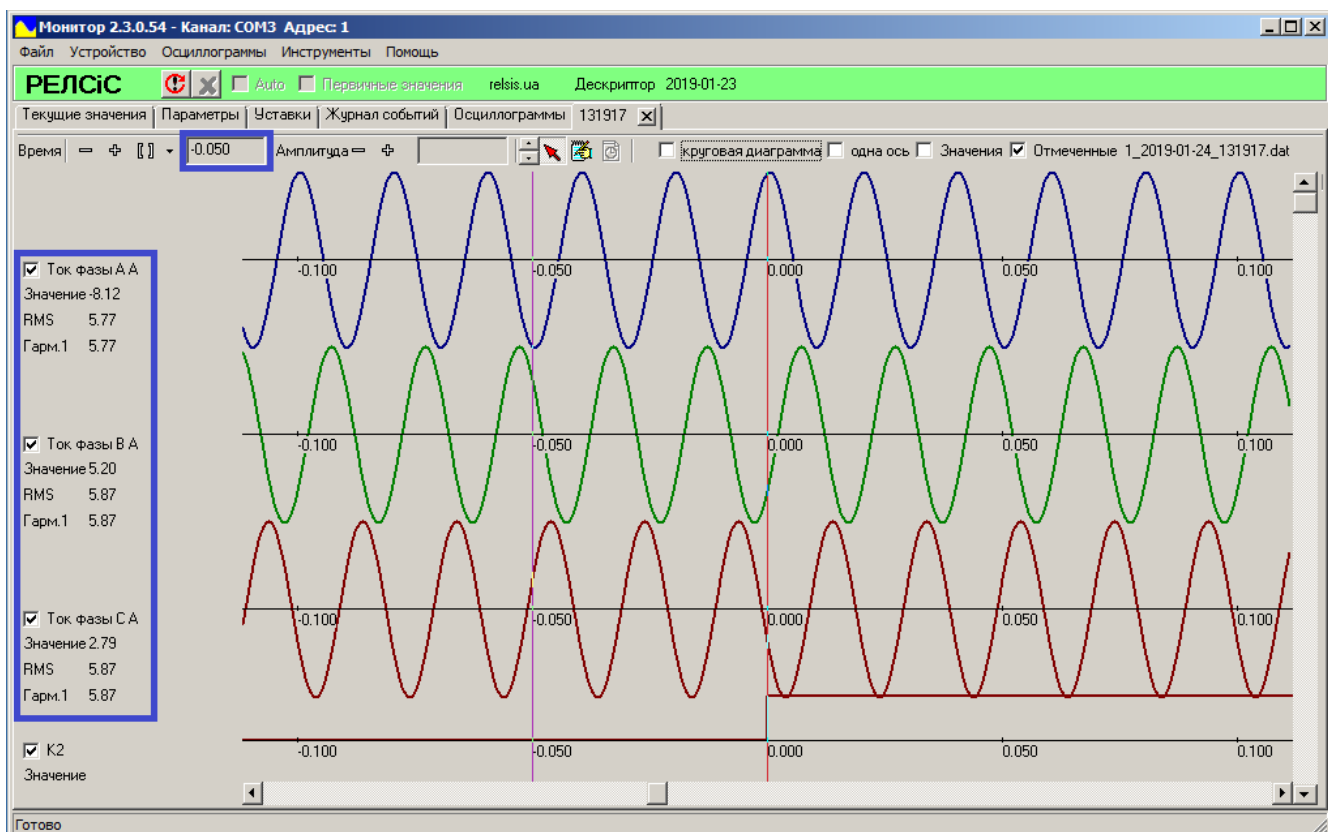 Монитор 2.3.0.54 - Канал: COM3 Адрес: 1
Файл Устройство Осциллограммы Инструменты Помощь
РЕЛСіС Auto Первичные значения relsis.ua Дескриптор 2019-01-23
Текущие значения Параметры Уставки Журнал событий Осциллограммы 131917
Время -0.050 Амплитуда круговая диаграмма одна ось Значения Отмеченные 1_2019-01-24_131917.dat
Ток фазы A A
-0.100 -0.050 0.000 0.050 0.100
Значение -8.12
RMS 5.77
Гарм.1 5.77
Ток фазы B A
-0.100 -0.050 0.000 0.050 0.100
Значение 5.20
RMS 5.87
Гарм.1 5.87
Ток фазы C A
-0.100 -0.050 0.000 0.050 0.100
Значение 2.79
RMS 5.87
Гарм.1 5.87
K2
-0.100 -0.050 0.000 0.050 0.100
Значение
Готово